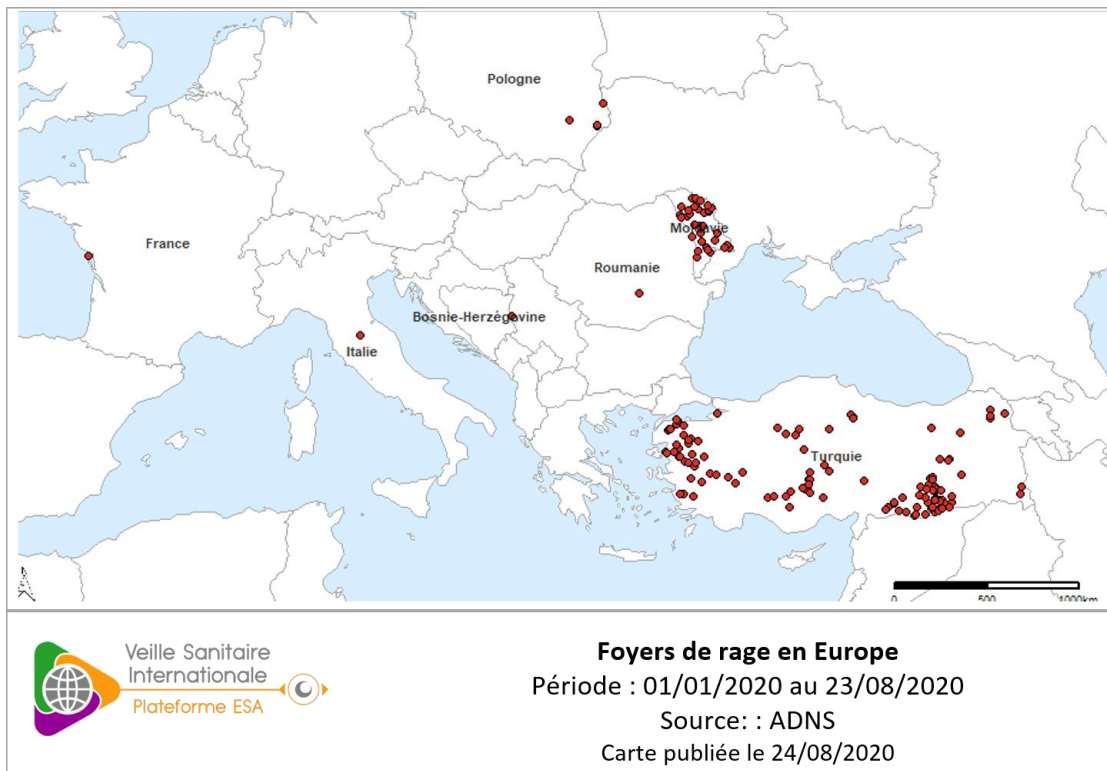 Pologne
France
Moldavie
Roumanie
Bosnie-Herzégovine
Italie
Turquie
0 500 1000km
Veille Sanitaire
Internationale
Plateforme ESA
Foyers de rage en Europe
Période : 01/01/2020 au 23/08/2020
Source: : ADNS
Carte publiée le 24/08/2020